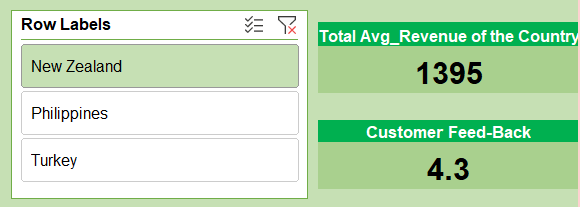 Row Labels
New Zealand
Philippines
Turkey
Total Avg_Revenue of the Country
1395
Customer Feed-Back
4.3